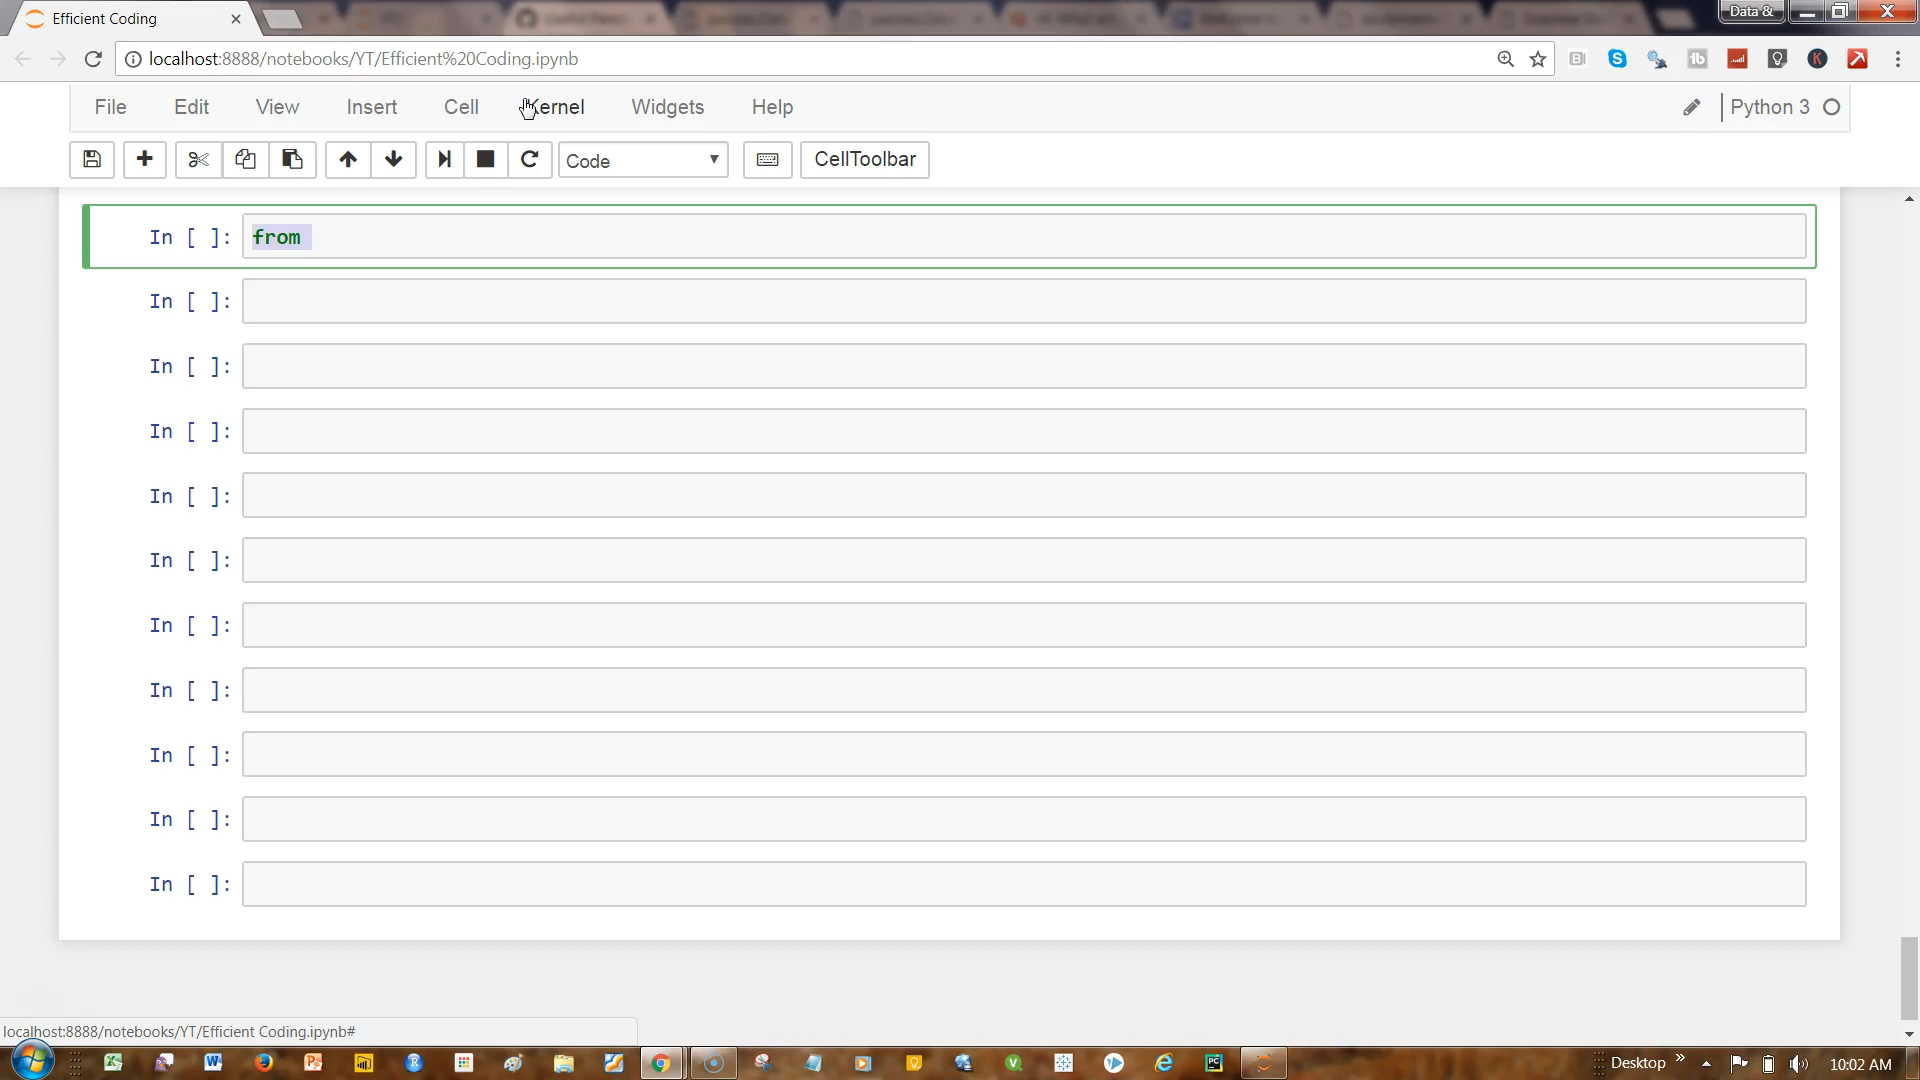 Efficient Coding
Data &
localhost:8888/notebooks/YT/Efficient%20Coding.ipynb
File Edit View Insert Cell Kernel Widgets Help
Python 3
Code
CellToolbar
In [ ]: from
In [ ]:
In [ ]:
In [ ]:
In [ ]:
In [ ]:
In [ ]:
In [ ]:
In [ ]:
In [ ]:
In [ ]:
localhost:8888/notebooks/YT/Efficient Coding.ipynb#
Desktop
10:02 AM